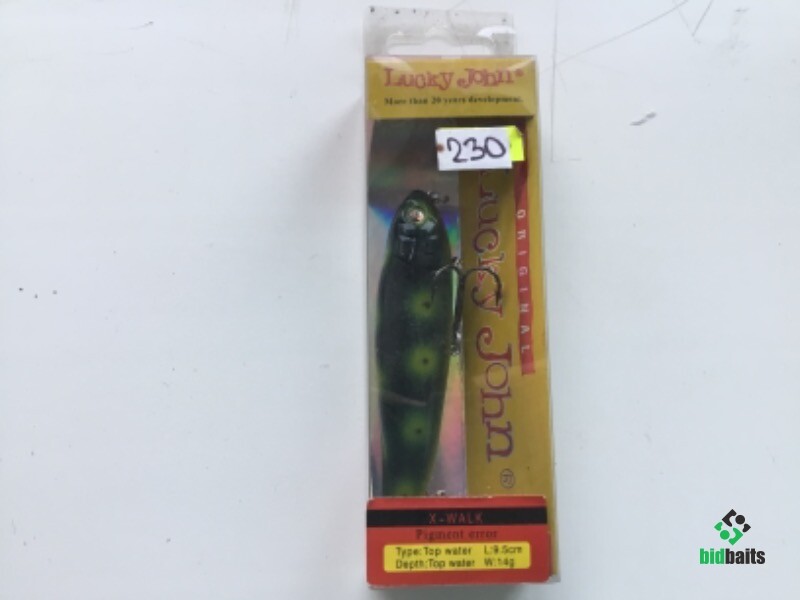 Lucky John®
More than 20 years development.
230
Lucky John®
ORIGINAL
X-WALK
Pigment error
Type:Top water L:9.5cm
Depth:Top water W:14g
bidbaits